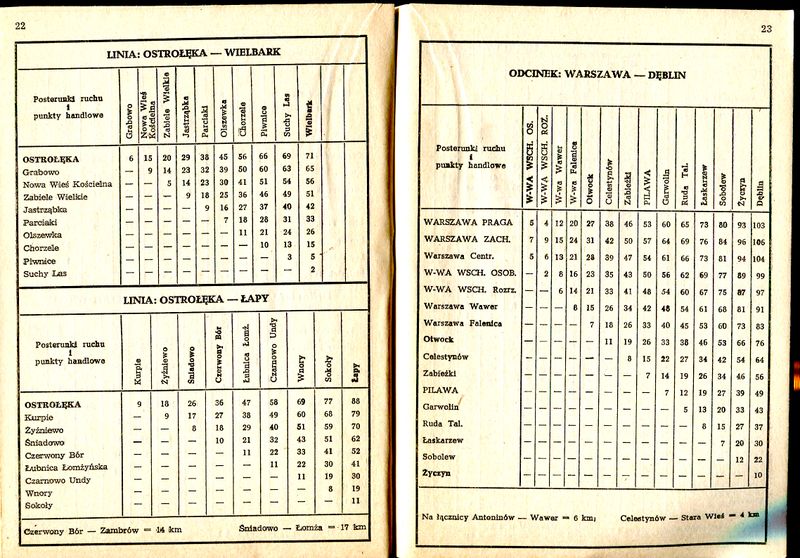 22
LINIA: OSTROŁĘKA — WIELBARK
Posterunki ruchu i punkty handlowe | Grabowo | Nowa Wieś Kościelna | Zabiele Wielkie | Jastrząbka | Parciaki | Olszewka | Chorzele | Piwnice | Suchy Las | Wielbark
OSTROŁĘKA 6 15 20 29 38 45 56 66 69 71
Grabowo — 9 14 23 32 39 50 60 63 65
Nowa Wieś Kościelna — — 5 14 23 30 41 51 54 56
Zabiele Wielkie — — — 9 18 25 36 46 49 51
Jastrząbka — — — — 9 16 27 37 40 42
Parciaki — — — — — 7 18 28 31 33
Olszewka — — — — — — 11 21 24 26
Chorzele — — — — — — — 10 13 15
Piwnice — — — — — — — — 3 5
Suchy Las — — — — — — — — — 2
LINIA: OSTROŁĘKA — ŁAPY
Posterunki ruchu i punkty handlowe | Kurpie | Żyźniewo | Śniadowo | Czerwony Bór | Łubnica Łomż. | Czarnowo Undy | Wnory | Sokoły | Łapy
OSTROŁĘKA 9 18 26 36 47 58 69 77 88
Kurpie — 9 17 27 38 49 60 68 79
Żyźniewo — — 8 18 29 40 51 59 70
Śniadowo — — — 10 21 32 43 51 62
Czerwony Bór — — — — 11 22 33 41 52
Łubnica Łomżyńska — — — — — 11 22 30 41
Czarnowo Undy — — — — — — 11 19 30
Wnory — — — — — — — 8 19
Sokoły — — — — — — — — 11
Czerwony Bór — Zambrów = 14 km Śniadowo — Łomża = 17 km
23
ODCINEK: WARSZAWA — DĘBLIN
Posterunki ruchu i punkty handlowe | W-WA WSCH. OS. | W-WA WSCH. ROZ. | W-wa Wawer | W-wa Falenica | Otwock | Celestynów | Zabieżki | PILAWA | Garwolin | Ruda Tal. | Łaskarzew | Sobolew | Życzyn | Dęblin
WARSZAWA PRAGA 5 4 12 20 27 38 46 53 60 65 73 80 93 103
WARSZAWA ZACH. 7 9 15 24 31 42 50 57 64 69 76 84 96 106
Warszawa Centr. 5 6 13 21 28 39 47 54 61 66 73 81 94 104
W-WA WSCH. OSOB. — 2 8 16 23 35 43 50 56 62 69 77 89 99
W-WA WSCH. Rozrz. — — 6 14 21 33 41 48 54 60 67 75 87 97
Warszawa Wawer — — — 8 15 26 34 42 48 54 61 68 81 91
Warszawa Falenica — — — — 7 18 26 33 40 45 53 60 73 83
Otwock — — — — — 11 19 26 33 38 46 53 66 76
Celestynów — — — — — — 8 15 22 27 34 42 54 64
Zabieżki — — — — — — — 7 14 19 26 34 46 56
PILAWA — — — — — — — — 7 12 19 27 39 49
Garwolin — — — — — — — — — 5 13 20 33 43
Ruda Tal. — — — — — — — — — — 8 15 27 37
Łaskarzew — — — — — — — — — — — 7 20 30
Sobolew — — — — — — — — — — — — 12 22
Życzyn — — — — — — — — — — — — — 10
Na łącznicy Antoninów — Wawer = 6 km; Celestynów — Stara Wieś = 4 km